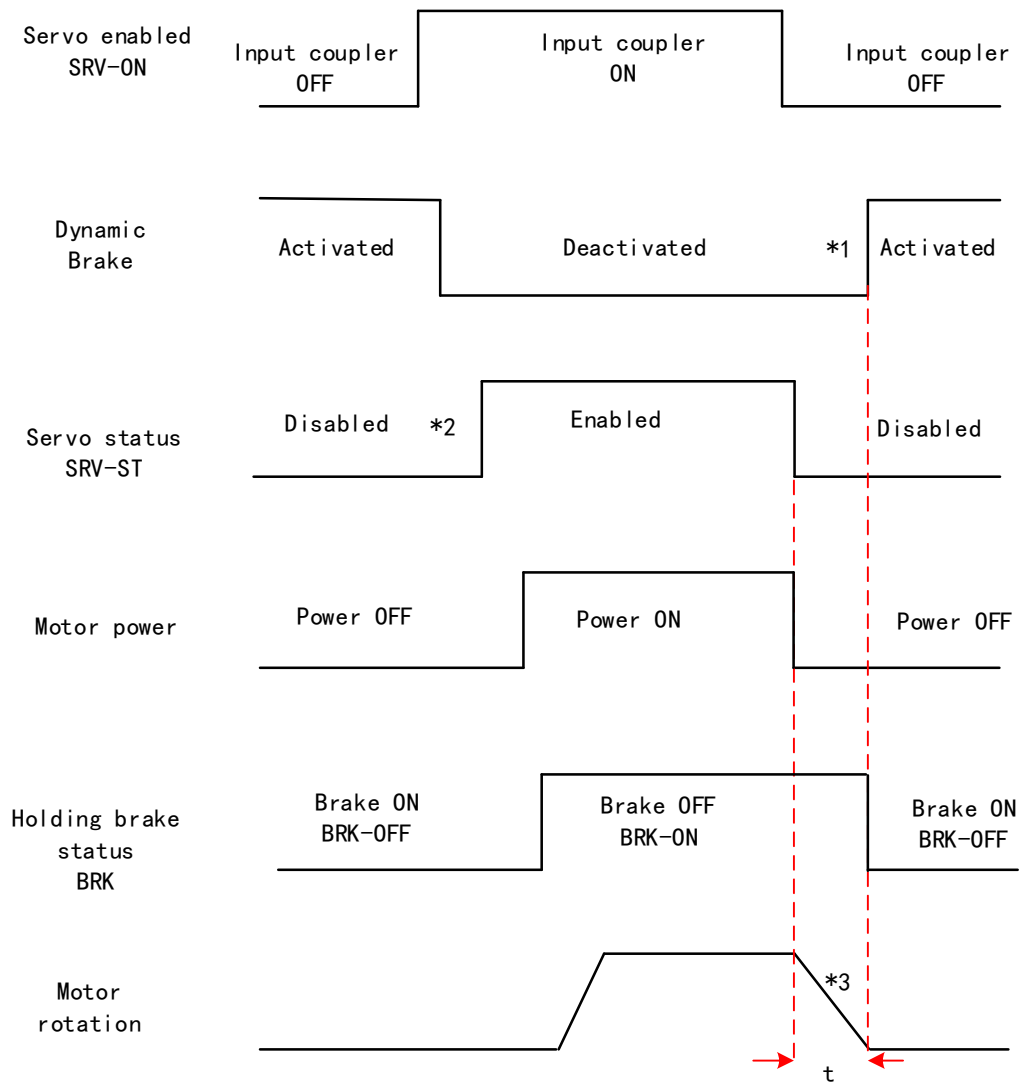 Servo enabled
SRV-ON
Input coupler
OFF
Input coupler
ON
Input coupler
OFF
Dynamic
Brake
Activated
Deactivated
*1
Activated
Servo status
SRV-ST
Disabled
*2
Enabled
Disabled
Motor power
Power OFF
Power ON
Power OFF
Holding brake
status
BRK
Brake ON
BRK-OFF
Brake OFF
BRK-ON
Brake ON
BRK-OFF
Motor
rotation
*3
t